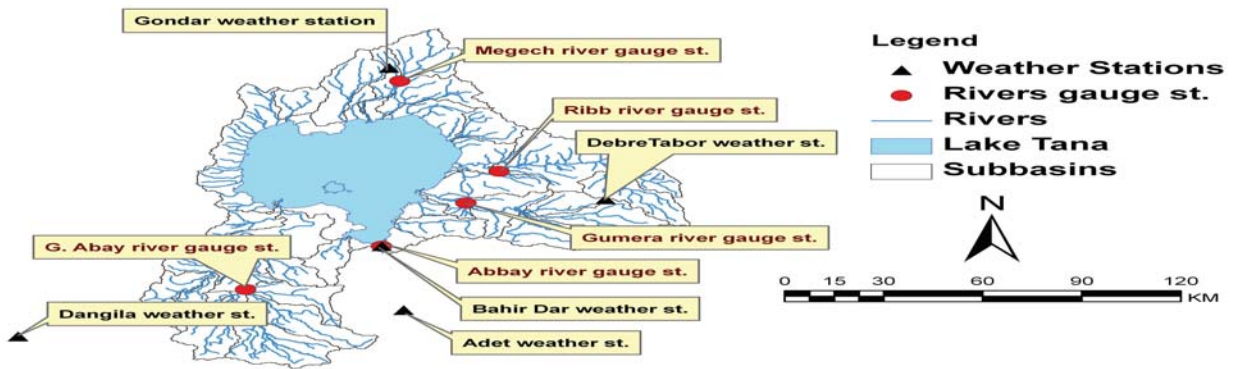 Gondar weather station
Megech river gauge st.
Ribb river gauge st.
DebreTabor weather st.
G. Abay river gauge st.
Gumera river gauge st.
Abbay river gauge st.
Dangila weather st.
Bahir Dar weather st.
Adet weather st.
Legend
Weather Stations
Rivers gauge st.
Rivers
Lake Tana
Subbasins
N
0 15 30 60 90 120
KM